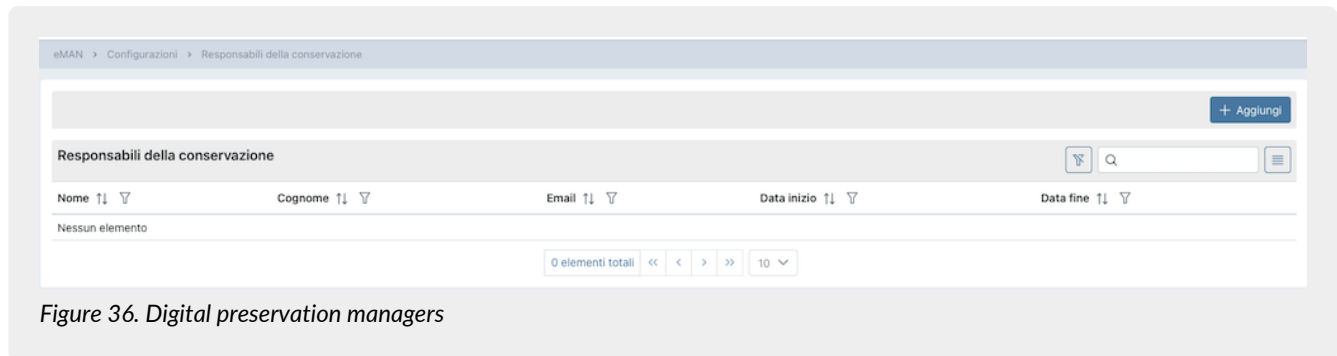 eMAN > Configurazioni > Responsabili della conservazione
+ Aggiungi
Responsabili della conservazione
Nome Cognome Email Data inizio Data fine
Nessun elemento
0 elementi totali << < > >> 10
Figure 36. Digital preservation managers